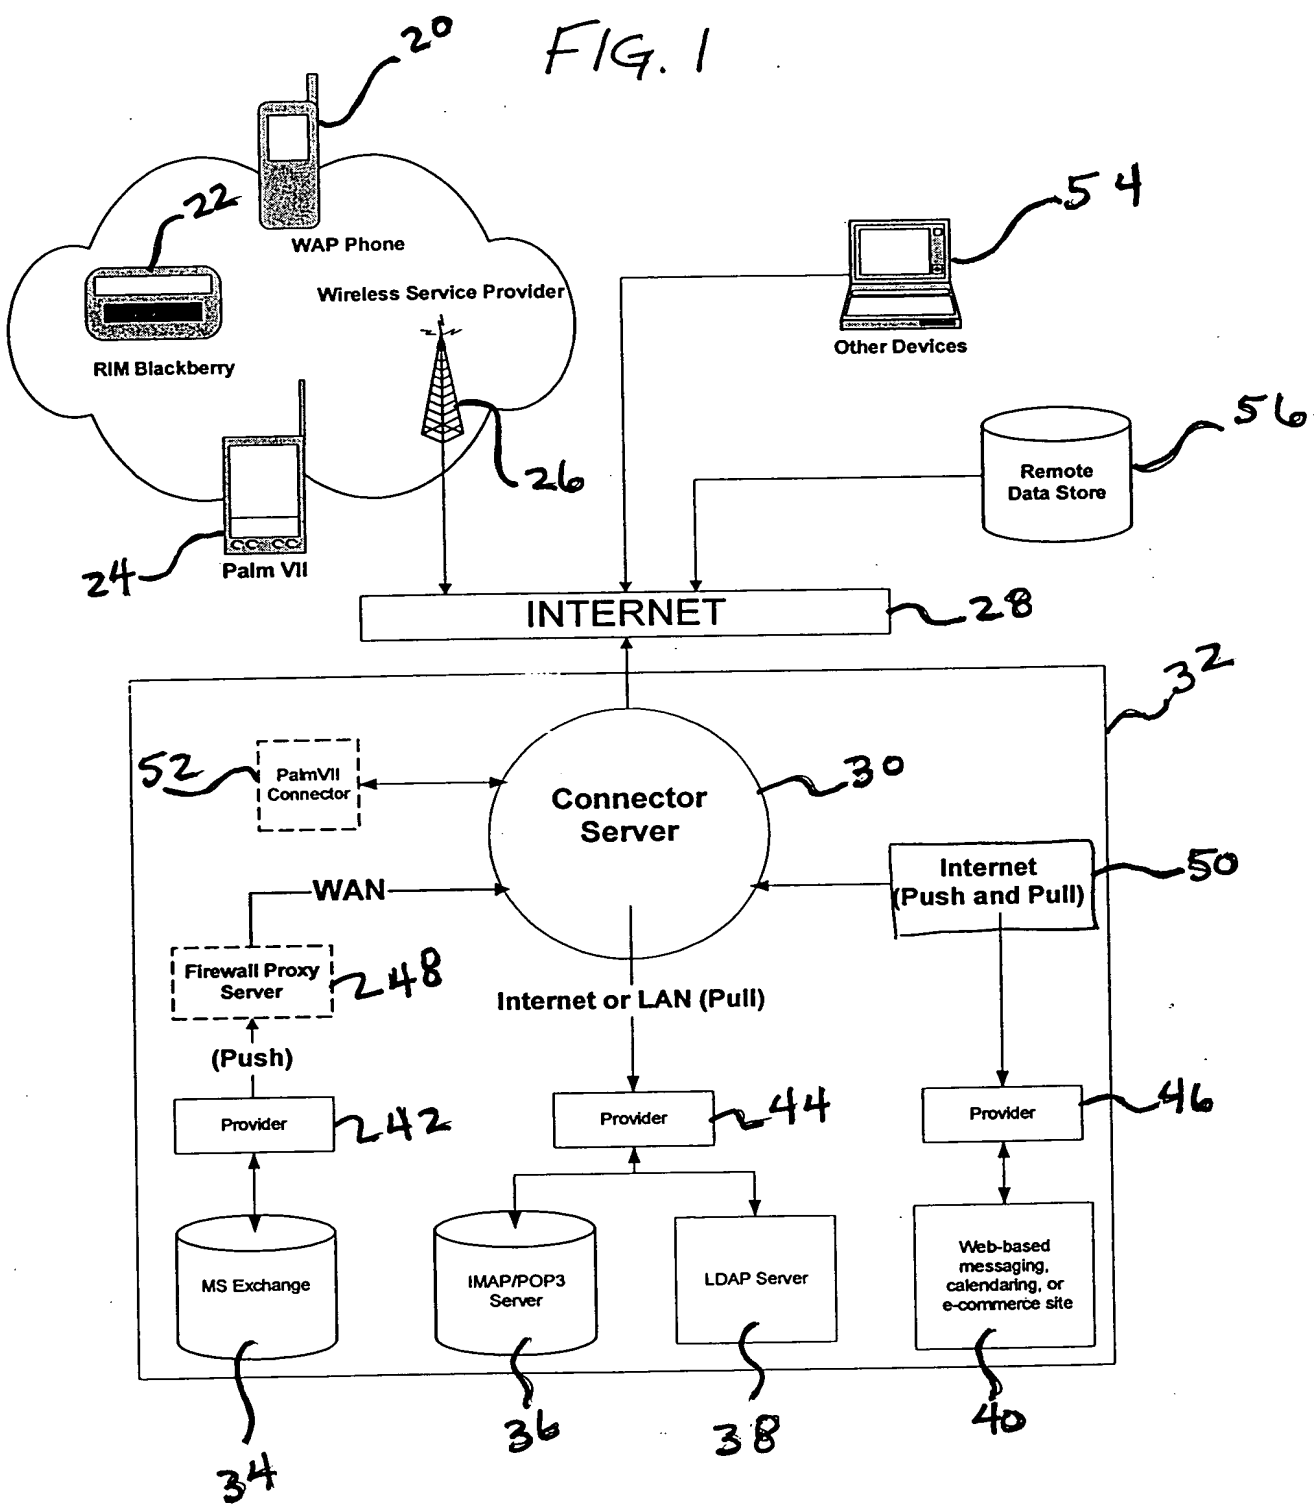 FIG. 1
20
22
WAP Phone
54
Wireless Service Provider
RIM Blackberry
Other Devices
56
Remote
Data Store
26
24
Palm VII
INTERNET
28
32
52
PalmVII
Connector
30
Connector
Server
Internet
(Push and Pull)
50
WAN
Firewall Proxy
Server
248
Internet or LAN (Pull)
(Push)
Provider
242
Provider
44
Provider
46
MS Exchange
IMAP/POP3
Server
LDAP Server
Web-based
messaging,
calendaring, or
e-commerce site
34
36
38
40